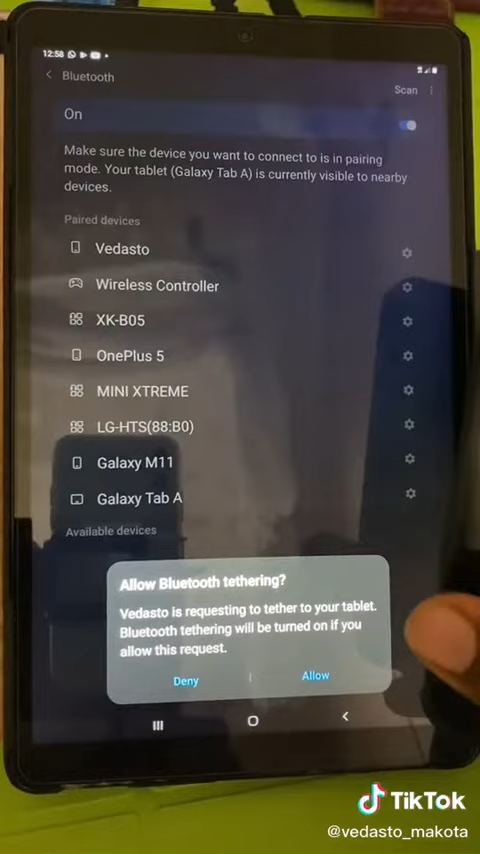 12:58
Bluetooth
Scan
On
Make sure the device you want to connect to is in pairing
mode. Your tablet (Galaxy Tab A) is currently visible to nearby
devices.
Paired devices
Vedasto
Wireless Controller
XK-B05
OnePlus 5
MINI XTREME
LG-HTS(88:B0)
Galaxy M11
Galaxy Tab A
Available devices
Allow Bluetooth tethering?
Vedasto is requesting to tether to your tablet.
Bluetooth tethering will be turned on if you
allow this request.
Deny | Allow
TikTok
@vedasto_makota